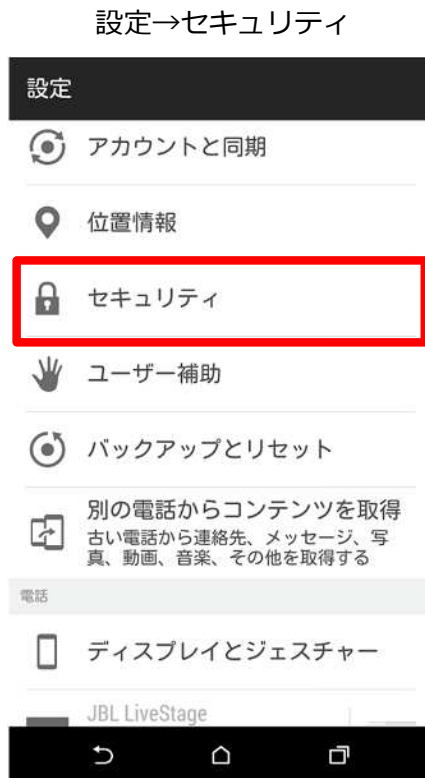 設定→セキュリティ
設定
アカウントと同期
位置情報
セキュリティ
ユーザー補助
バックアップとリセット
別の電話からコンテンツを取得
古い電話から連絡先、メッセージ、写
真、動画、音楽、その他を取得する
電話
ディスプレイとジェスチャー
JBL LiveStage